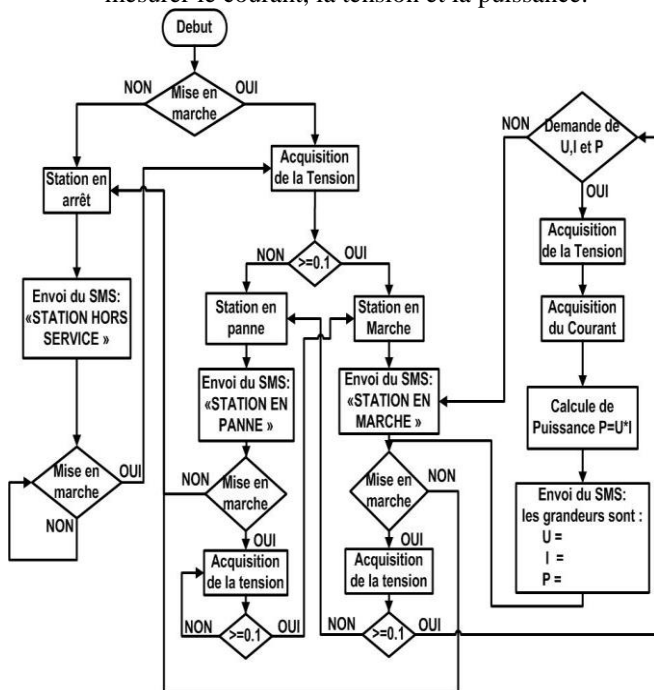 mesurer le courant, la tension et la puissance.
Debut
Mise en
marche
NON
OUI
Station en
arrêt
Envoi du SMS:
«STATION HORS
SERVICE »
Mise en
marche
OUI
NON
Acquisition
de la Tension
>=0.1
NON
OUI
Station en
panne
Envoi du SMS:
«STATION EN
PANNE »
Mise en
marche
NON
OUI
Acquisition
de la tension
>=0.1
NON
OUI
Station en
Marche
Envoi du SMS:
«STATION EN
MARCHE »
Mise en
marche
NON
OUI
Acquisition
de la tension
>=0.1
NON
OUI
Demande de
U,I et P
NON
OUI
Acquisition
de la Tension
Acquisition
du Courant
Calcule de
Puissance P=U*I
Envoi du SMS:
les grandeurs sont :
U =
I =
P =